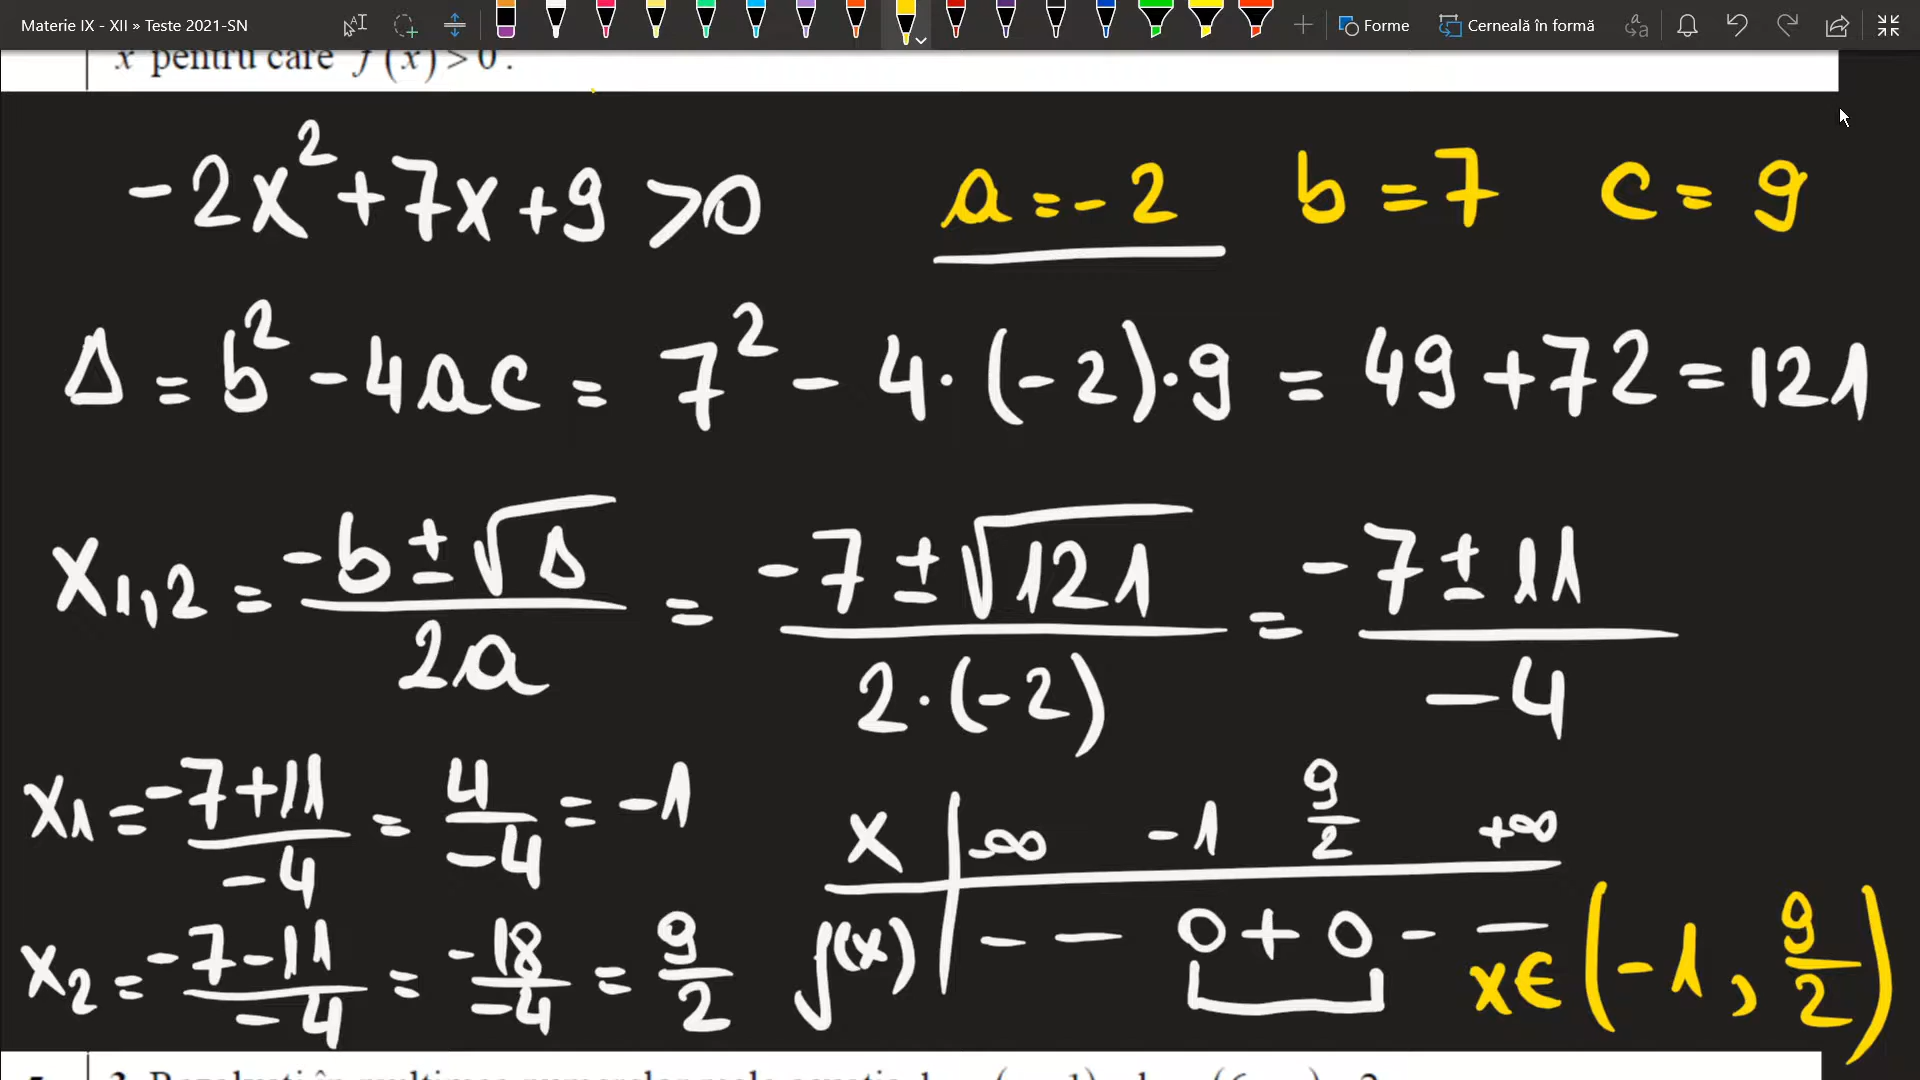 Materie IX - XII » Teste 2021-SN Forme Cerneală în formă
x pentru care f(x)>0.
-2x²+7x+9>0 a=-2 b=7 c=9
Δ=b²-4ac=7²-4·(-2)·9=49+72=121
x1,2=(-b±√Δ)/(2a)=(-7±√121)/(2·(-2))=(-7±11)/(-4)
x1=(-7+11)/(-4)=4/(-4)=-1
x2=(-7-11)/(-4)=(-18)/(-4)=9/2
x | -∞ -1 9/2 +∞
f(x) | - - 0 + 0 - -
x∈(-1, 9/2)